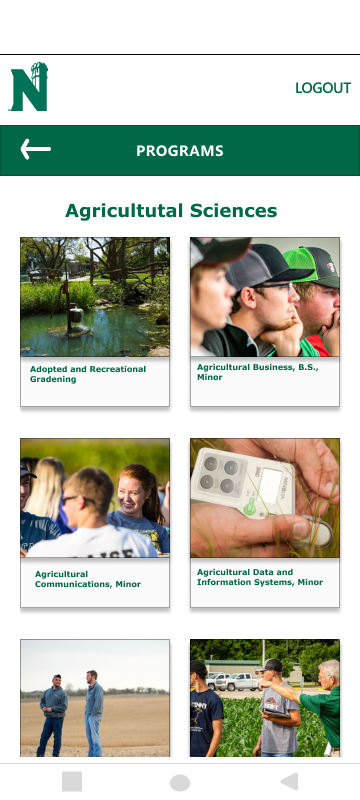 N
LOGOUT
PROGRAMS
Agricultutal Sciences
Adopted and Recreational
Gradening
Agricultural Business, B.S.,
Minor
Agricultural
Communications, Minor
Agricultural Data and
Information Systems, Minor